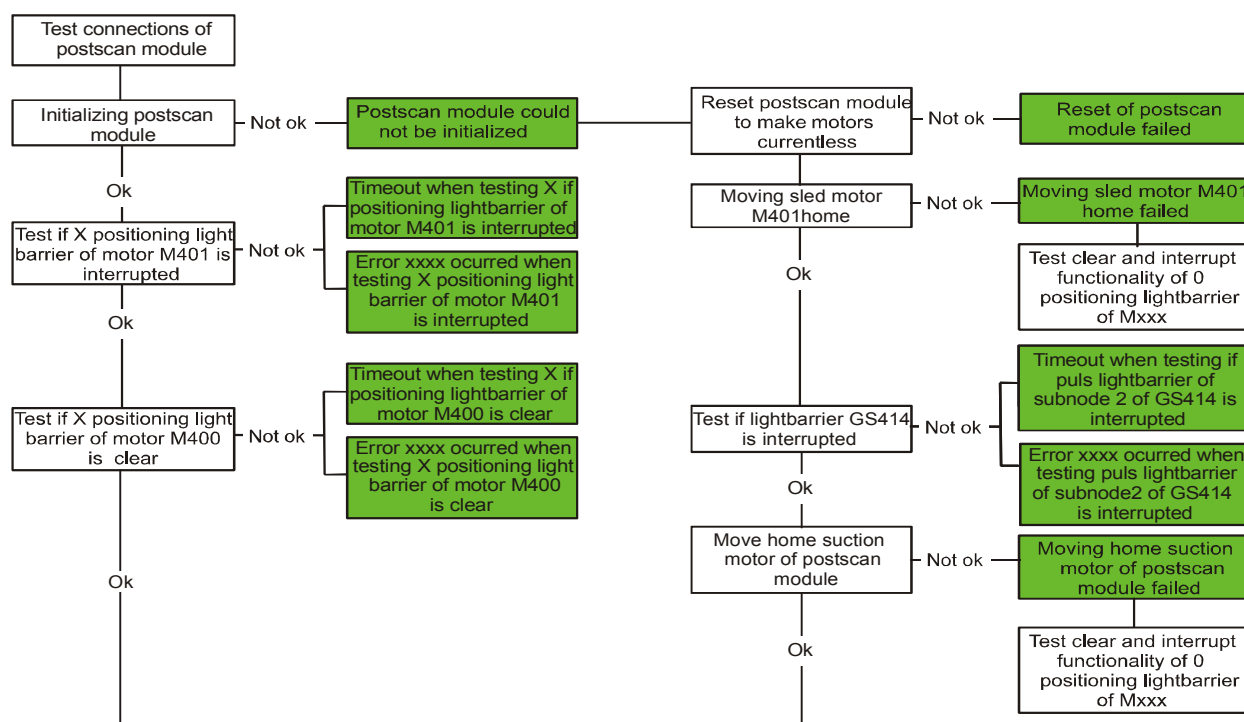 Test connections of
postscan module
Initializing postscan
module
Not ok
Postscan module could
not be initialized
Reset postscan module
to make motors
currentless
Not ok
Reset of postscan
module failed
Ok
Test if X positioning light
barrier of motor M401 is
interrupted
Not ok
Timeout when testing X if
positioning lightbarrier of
motor M401 is interrupted
Error xxxx ocurred when
testing X positioning light
barrier of motor M401
is interrupted
Moving sled motor
M401home
Not ok
Moving sled motor M401
home failed
Test clear and interrupt
functionality of 0
positioning lightbarrier
of Mxxx
Ok
Ok
Test if X positioning light
barrier of motor M400
is clear
Not ok
Timeout when testing X if
positioning lightbarrier of
motor M400 is clear
Error xxxx ocurred when
testing X positioning light
barrier of motor M400
is clear
Test if lightbarrier GS414
is interrupted
Not ok
Timeout when testing if
puls lightbarrier of
subnode 2 of GS414 is
interrupted
Error xxxx ocurred when
testing puls lightbarrier
of subnode2 of GS414
is interrupted
Ok
Move home suction
motor of postscan
module
Not ok
Moving home suction
motor of postscan
module failed
Test clear and interrupt
functionality of 0
positioning lightbarrier
of Mxxx
Ok
Ok